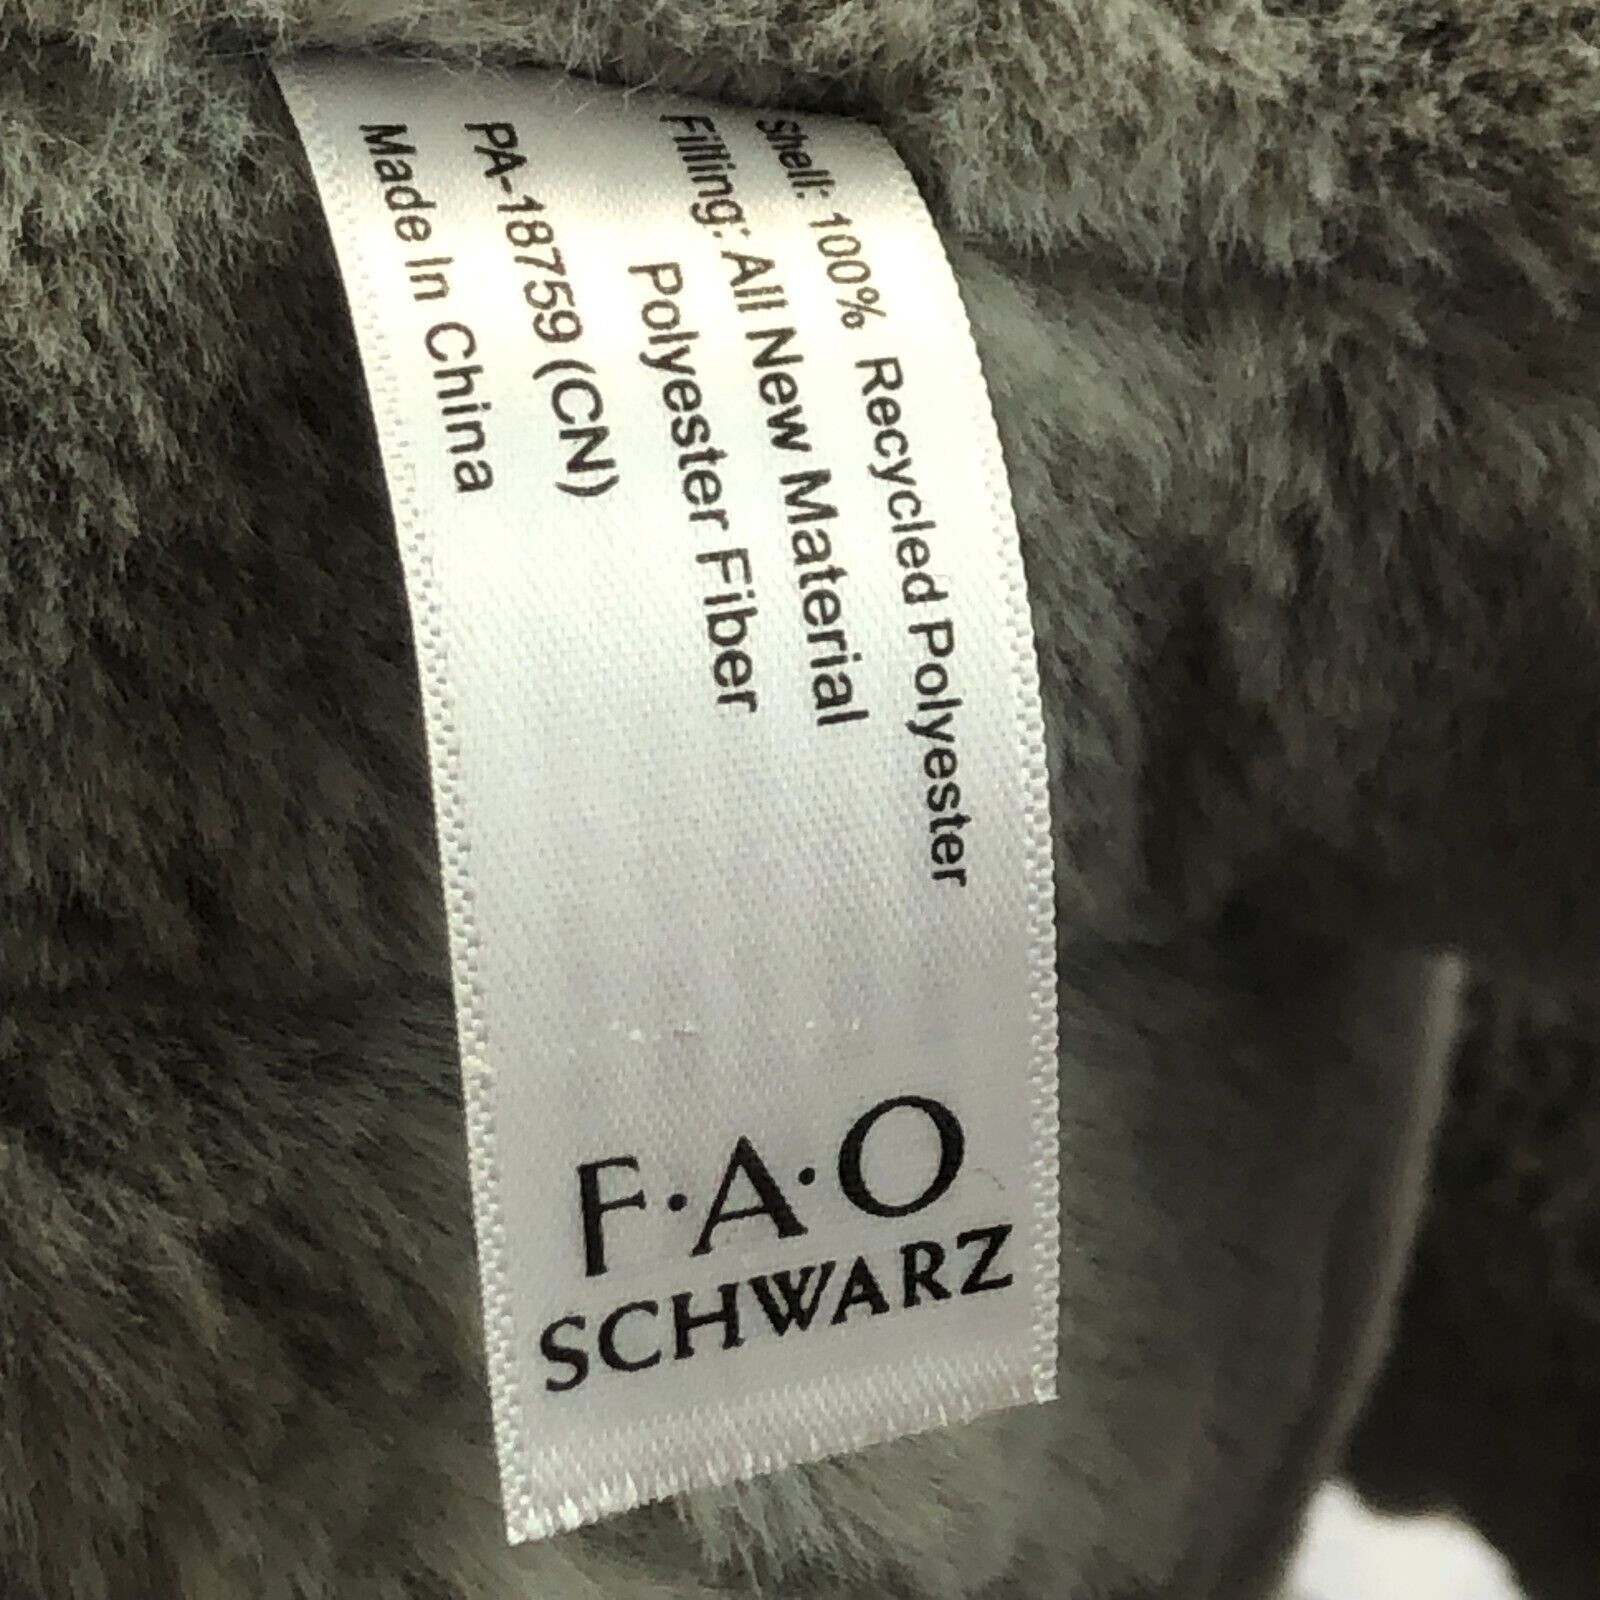 Shell: 100% Recycled Polyester
Filling: All New Material
Polyester Fiber
PA-18759 (CN)
Made In China
F·A·O
SCHWARZ